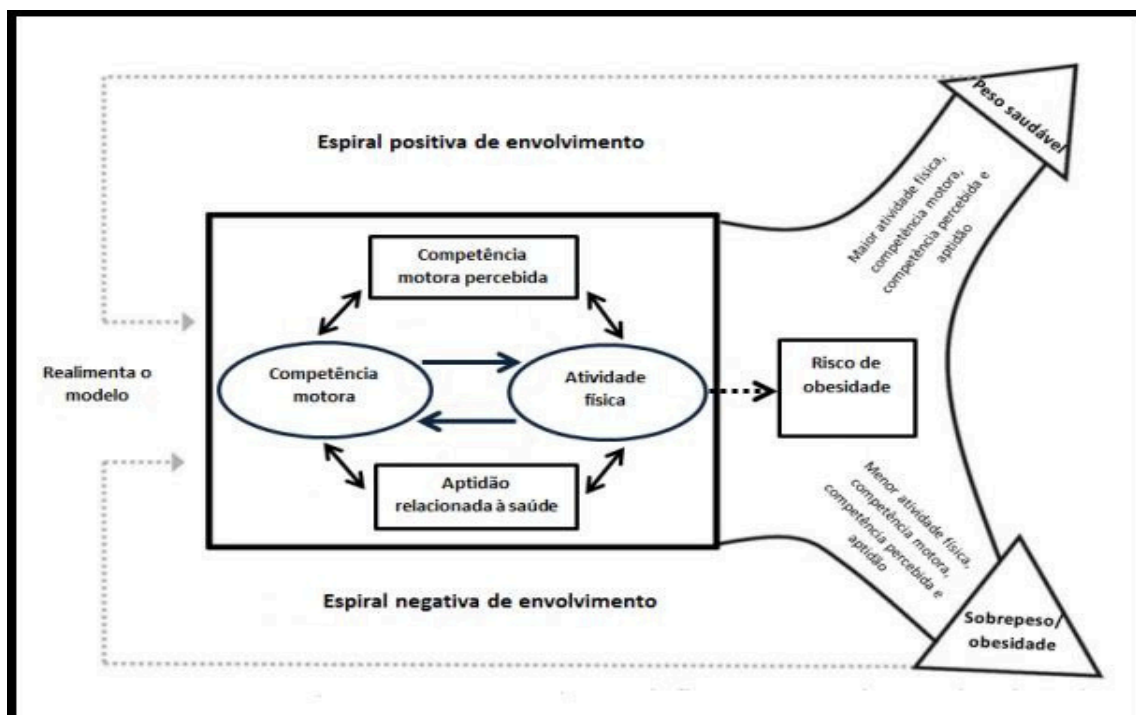 Peso saudável
Espiral positiva de envolvimento
Maior atividade física,
competência motora,
competência percebida e
aptidão
Competência
motora percebida
Realimenta o
modelo
Competência
motora
Atividade
física
Risco de
obesidade
Aptidão
relacionada à saúde
Menor atividade física,
competência motora,
competência percebida e
aptidão
Espiral negativa de envolvimento
Sobrepeso/
obesidade